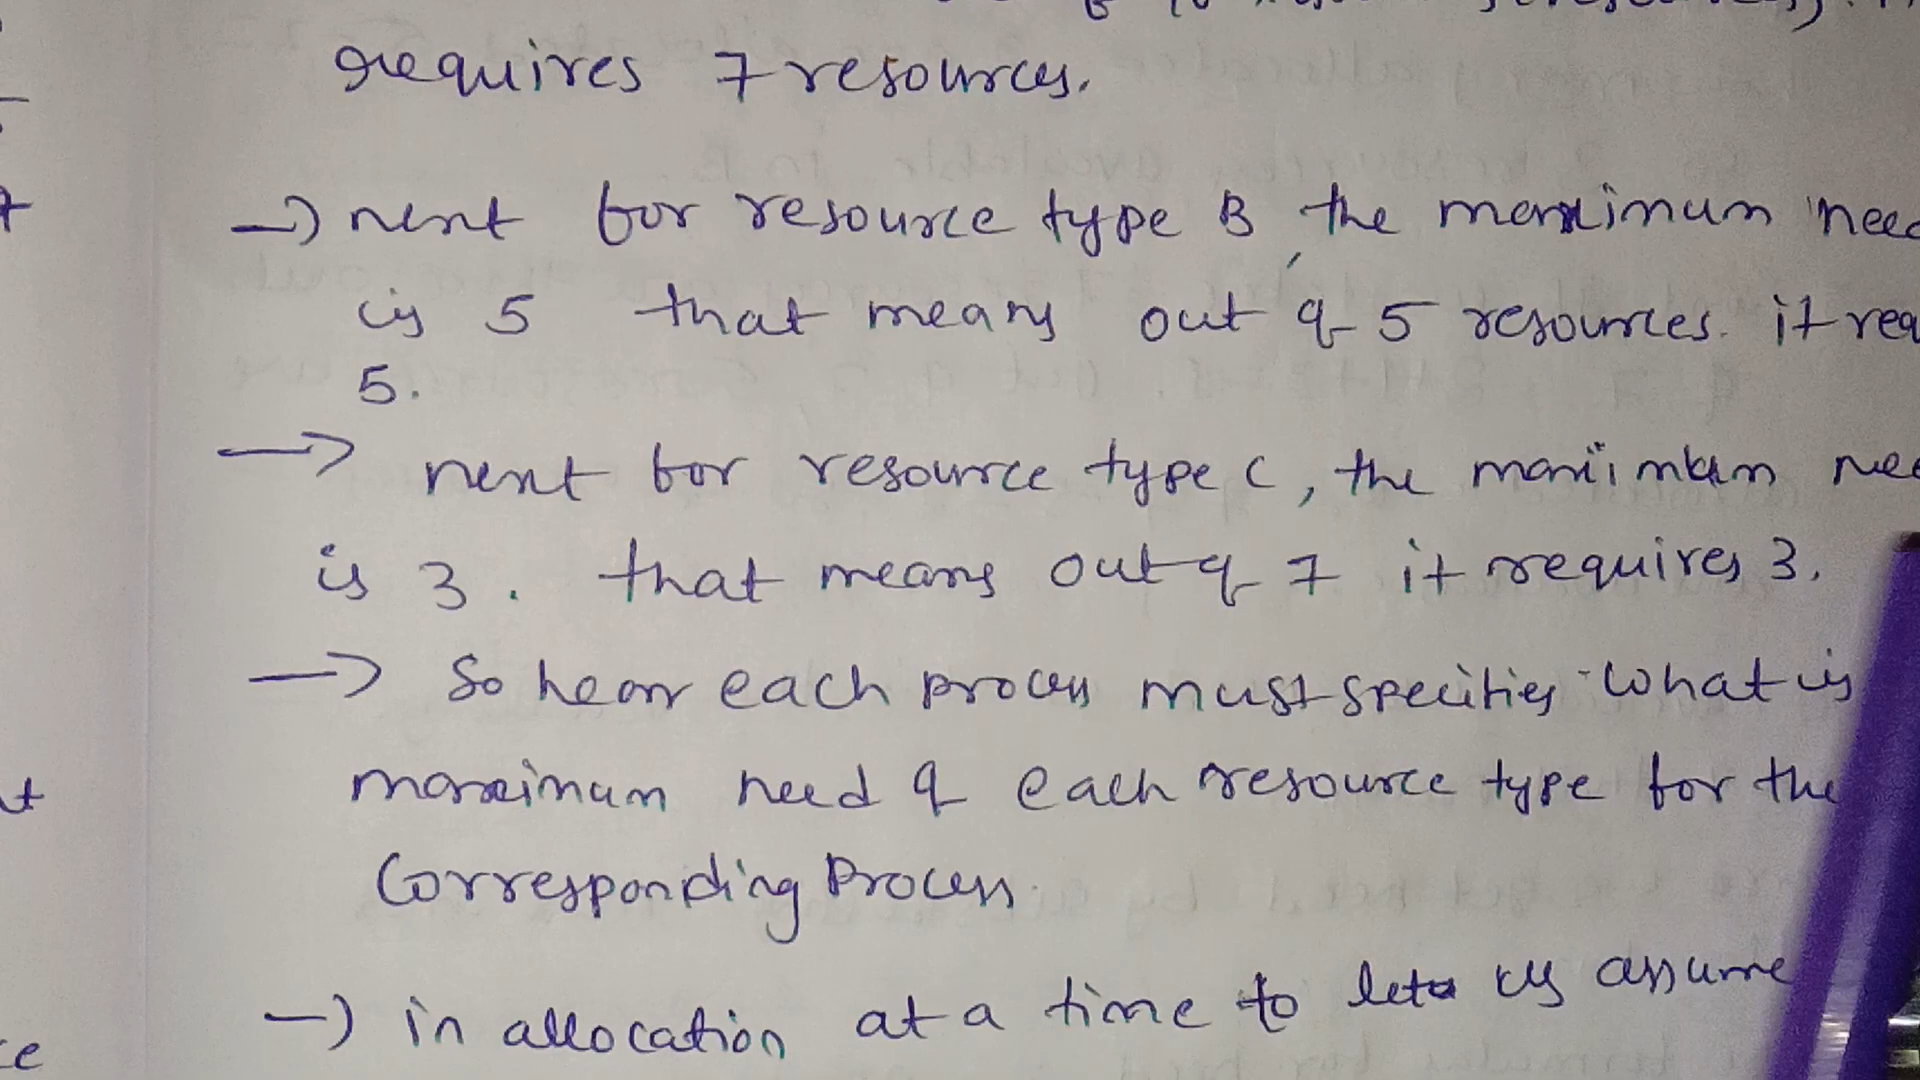 requires 7 resources.
→ next for resource type B, the maximum need
is 5 that means out of 5 resources. it req
5.
→ next for resource type C, the maximum nee
is 3. that means out of 7 it requires 3.
→ So hear each process must specifies what is
maximum need of each resource type for the
Corresponding Process.
→ in allocation at a time to let us assume